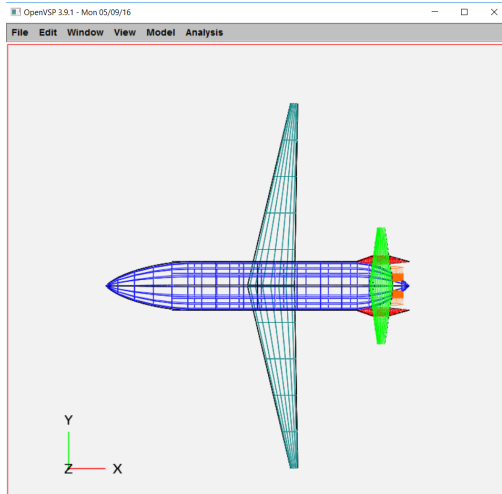 OpenVSP 3.9.1 - Mon 05/09/16
File Edit Window View Model Analysis
Y
Z X